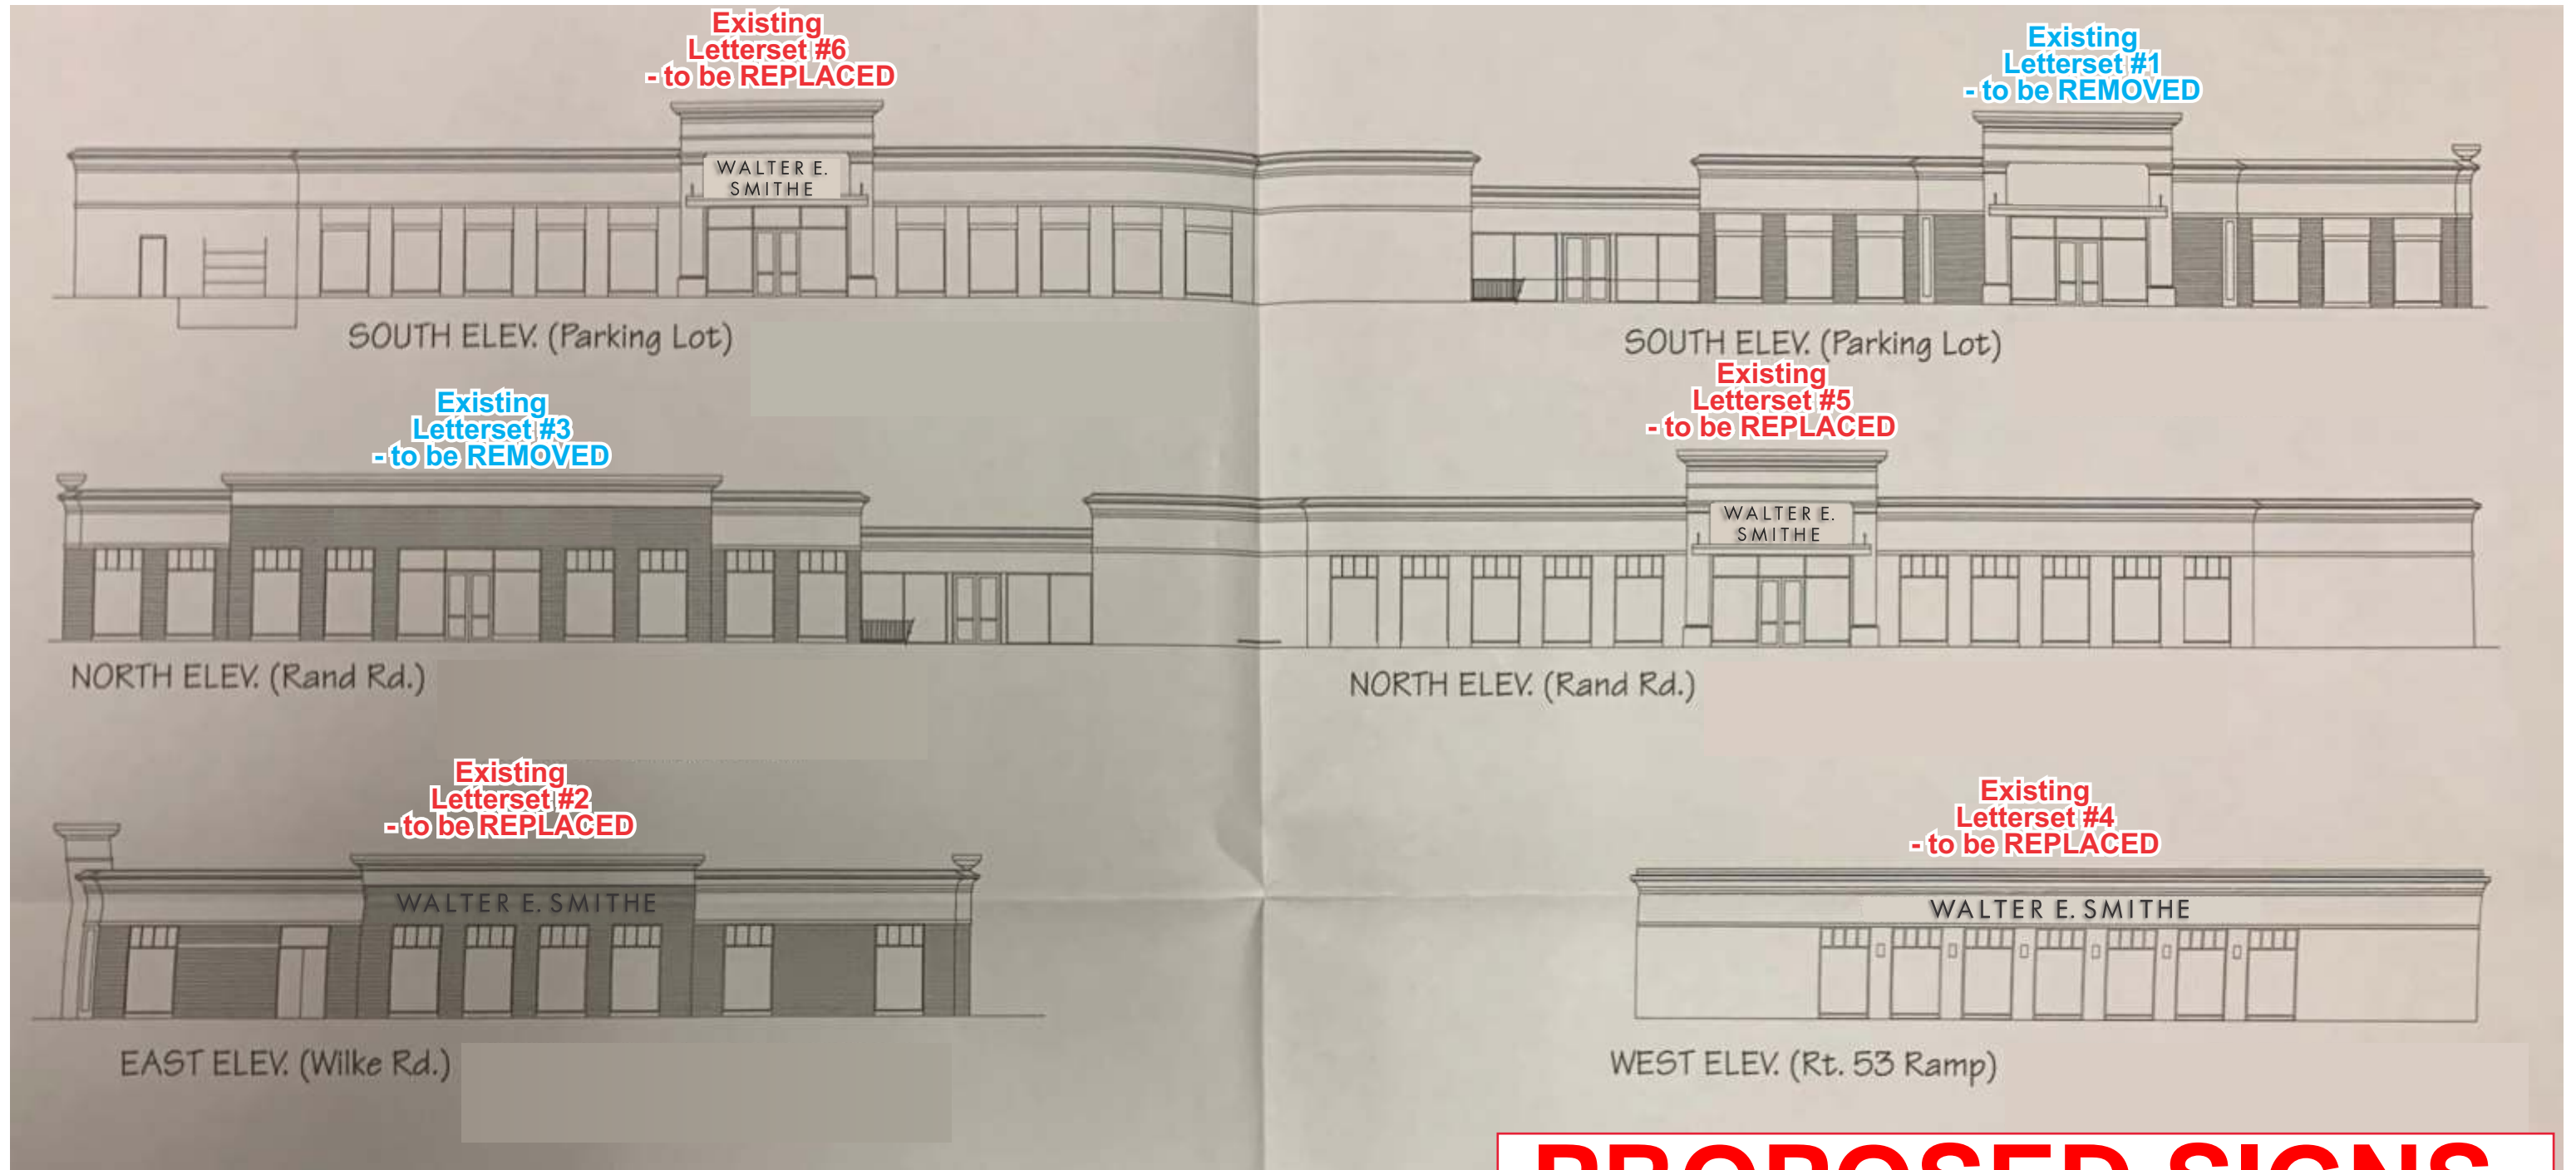 Existing
Letterset #6
- to be REPLACED
Existing
Letterset #1
- to be REMOVED
WALTER E.
SMITHE
SOUTH ELEV. (Parking Lot)
SOUTH ELEV. (Parking Lot)
Existing
Letterset #3
- to be REMOVED
Existing
Letterset #5
- to be REPLACED
WALTER E.
SMITHE
NORTH ELEV. (Rand Rd.)
NORTH ELEV. (Rand Rd.)
Existing
Letterset #2
- to be REPLACED
Existing
Letterset #4
- to be REPLACED
WALTER E. SMITHE
WALTER E. SMITHE
EAST ELEV. (Wilke Rd.)
WEST ELEV. (Rt. 53 Ramp)
PROPOSED SIGNS